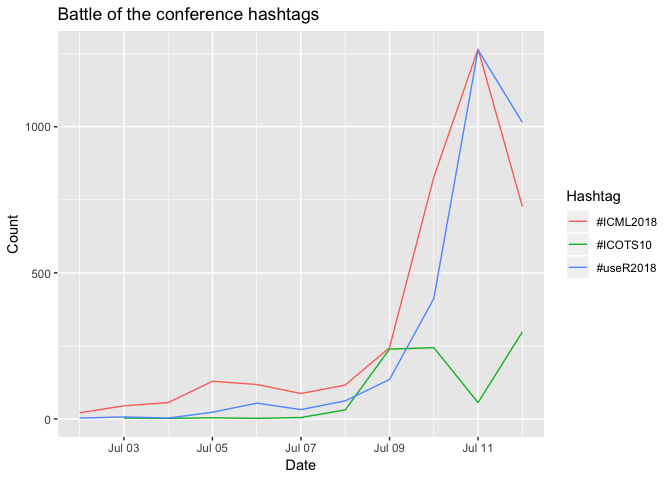 Battle of the conference hashtags
Count
1000
500
0
Jul 03 Jul 05 Jul 07 Jul 09 Jul 11
Date
Hashtag
#ICML2018
#ICOTS10
#useR2018